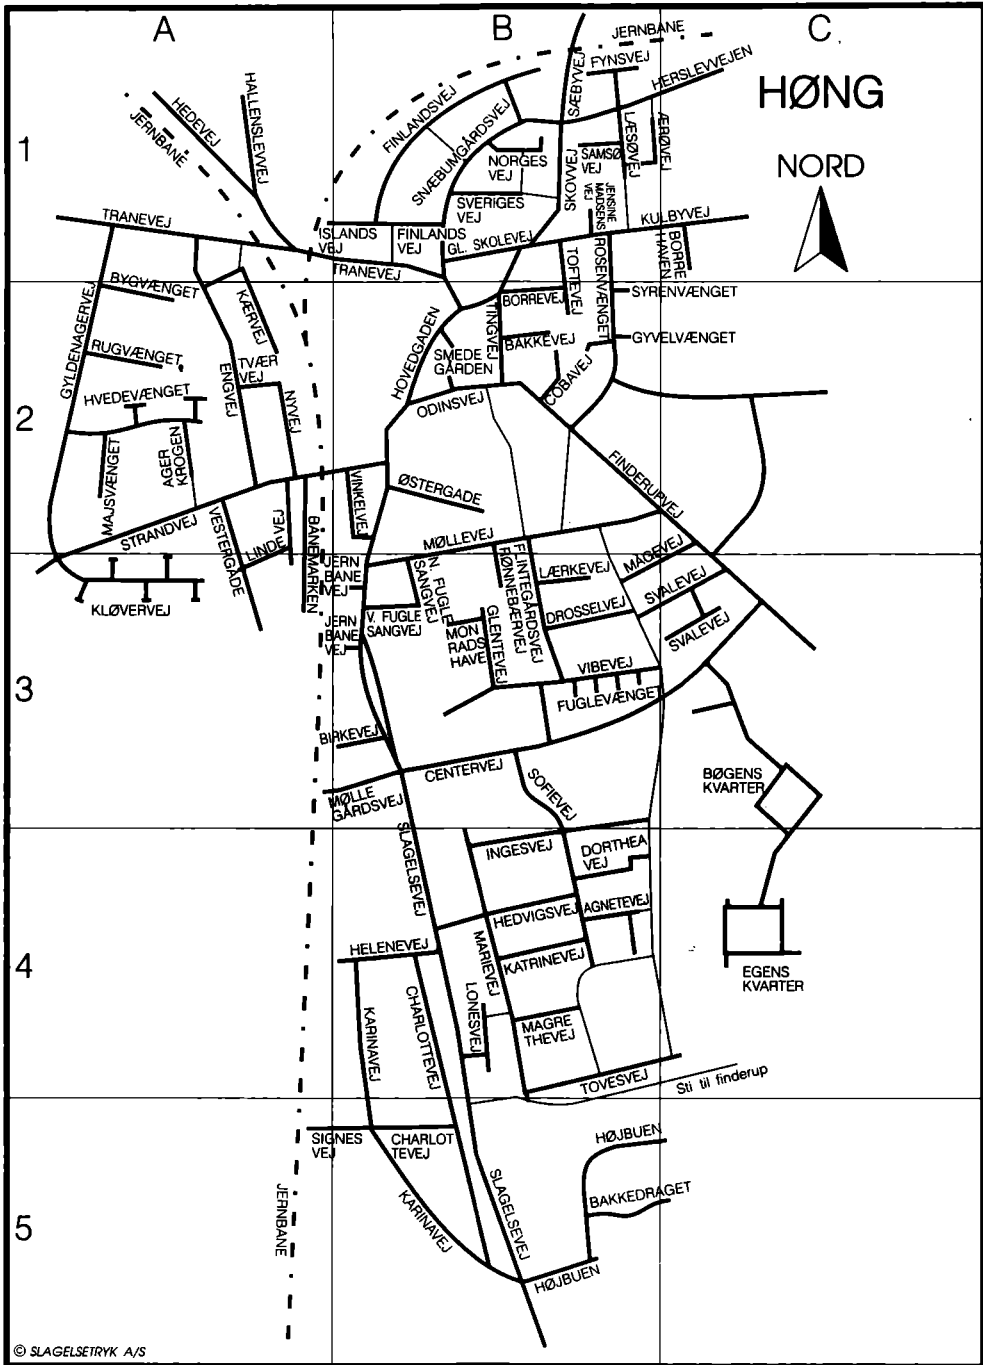 A
B
C
1
2
3
4
5
HØNG
NORD
JERNBANE
FYNSVEJ
HERSLEVVEJEN
SÆBYVEJ
HALLENSLEVVEJ
HEDEVEJ
JERNBANE
FINLANDSVEJ
SNÆBUMGÅRDSVEJ
NORGES
VEJ
SVERIGES
VEJ
SKOVVEJ
SAMSØ
VEJ
LÆSØVEJ
ÆRØVEJ
JENSINE
MADSENS
VEJ
KULBYVEJ
TRANEVEJ
ISLANDS
VEJ
FINLANDS
VEJ
GL. SKOLEVEJ
TRANEVEJ
TOFTEVEJ
ROSENVÆNGET
BORRE
HAVEN
BYGVÆNGET
KÆRVEJ
GYLDENAGERVEJ
RUGVÆNGET
HVEDEVÆNGET
TVÆR
VEJ
ENGVEJ
NYVEJ
HOVEDGADEN
SMEDE
GÅRDEN
TINGVEJ
BORREVEJ
BAKKEVEJ
COBAVEJ
SYRENVÆNGET
GYVELVÆNGET
ODINSVEJ
MAJSVÆNGET
AGER
KROGEN
STRANDVEJ
VESTERGADE
LINDE
VEJ
BANEMARKEN
VINKELVEJ
ØSTERGADE
FINDERUPVEJ
MØLLEVEJ
JERN
BANE
VEJ
JERN
BANE
VEJ
N. FUGLE
SANGVEJ
V. FUGLE
SANGVEJ
RØNNEBÆRVEJ
FLINTEGÅRDSVEJ
LÆRKEVEJ
MÅGEVEJ
SVALEVEJ
SVALEVEJ
DROSSELVEJ
MON
RADS
HAVE
GLENTEVEJ
VIBEVEJ
FUGLEVÆNGET
KLØVERVEJ
BIRKEVEJ
CENTERVEJ
MØLLE
GÅRDSVEJ
SOFIEVEJ
BØGENS
KVARTER
SLAGELSEVEJ
INGESVEJ
DORTHEA
VEJ
HEDVIGSVEJ
AGNETEVEJ
HELENEVEJ
MARIEVEJ
KATRINEVEJ
EGENS
KVARTER
KARINAVEJ
CHARLOTTEVEJ
LONESVEJ
MAGRE
THEVEJ
TOVESVEJ
Sti til finderup
SIGNES
VEJ
CHARLOT
TEVEJ
HØJBUEN
KARINAVEJ
SLAGELSEVEJ
BAKKEDRAGET
JERNBANE
HØJBUEN
© SLAGELSETRYK A/S